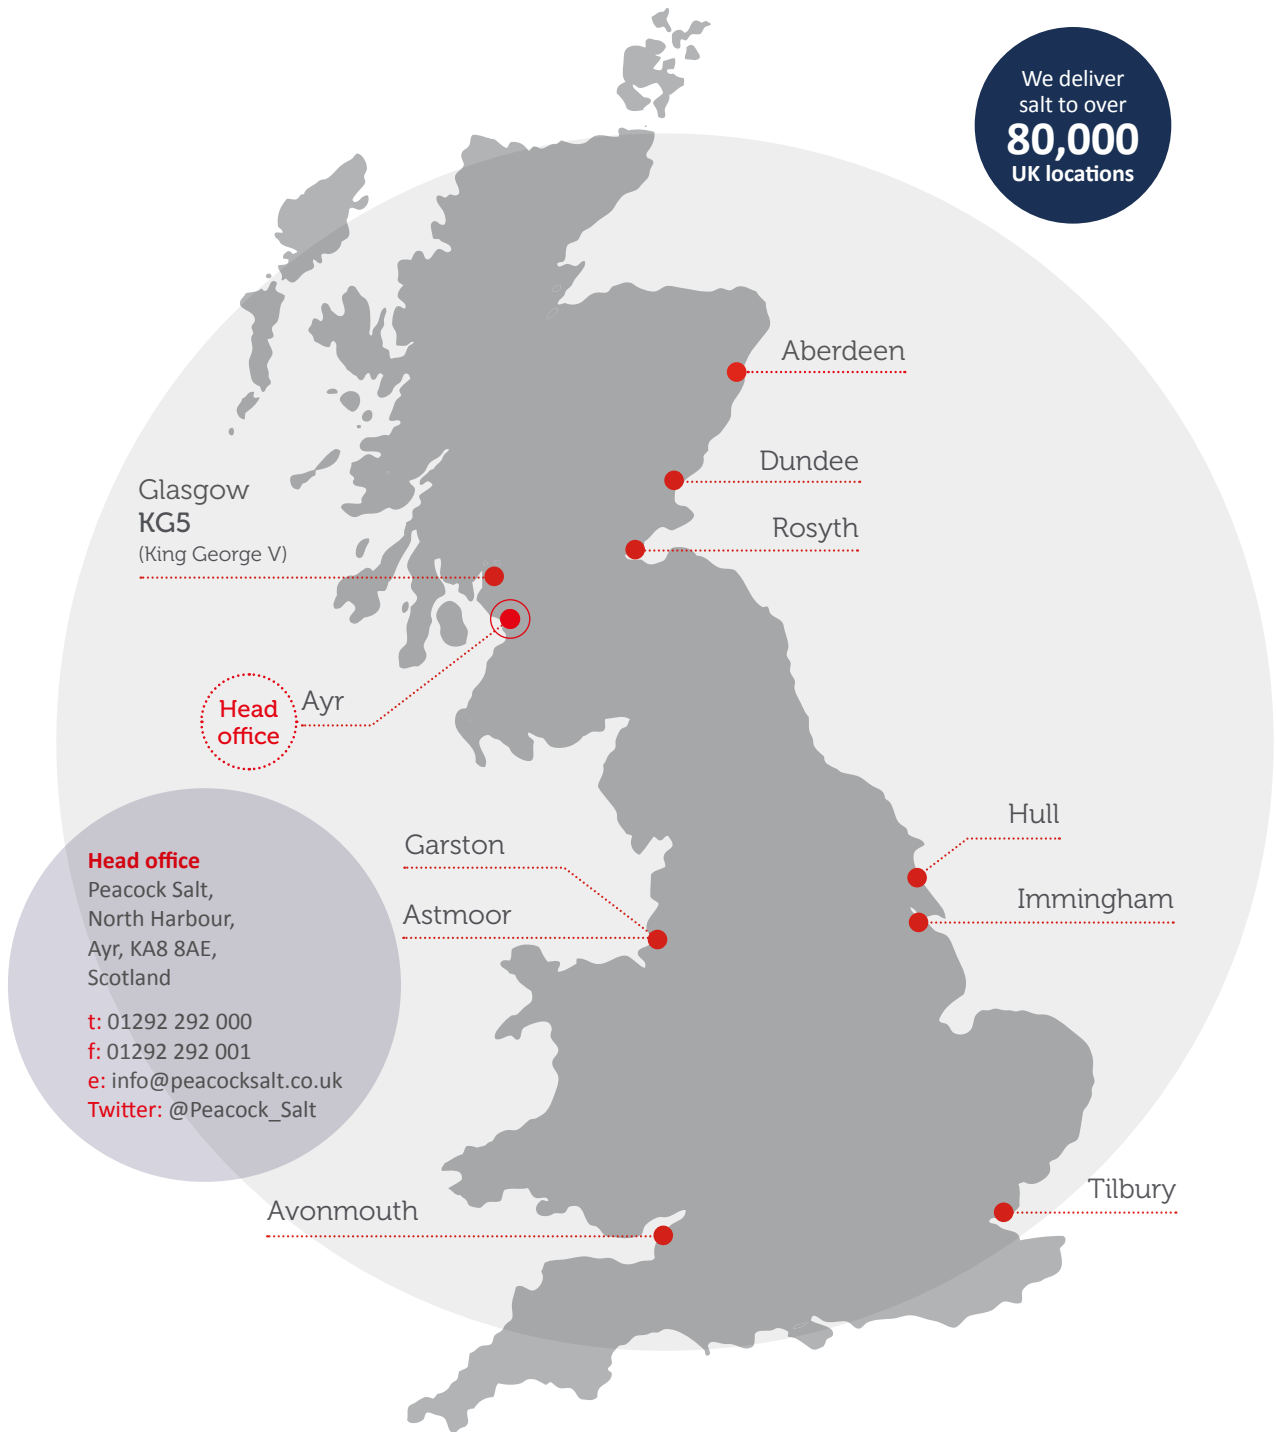 We deliver
salt to over
80,000
UK locations
Aberdeen
Dundee
Glasgow
KG5
(King George V)
Rosyth
Ayr
Head
office
Hull
Garston
Immingham
Astmoor
Head office
Peacock Salt,
North Harbour,
Ayr, KA8 8AE,
Scotland
t: 01292 292 000
f: 01292 292 001
e: info@peacocksalt.co.uk
Twitter: @Peacock_Salt
Tilbury
Avonmouth